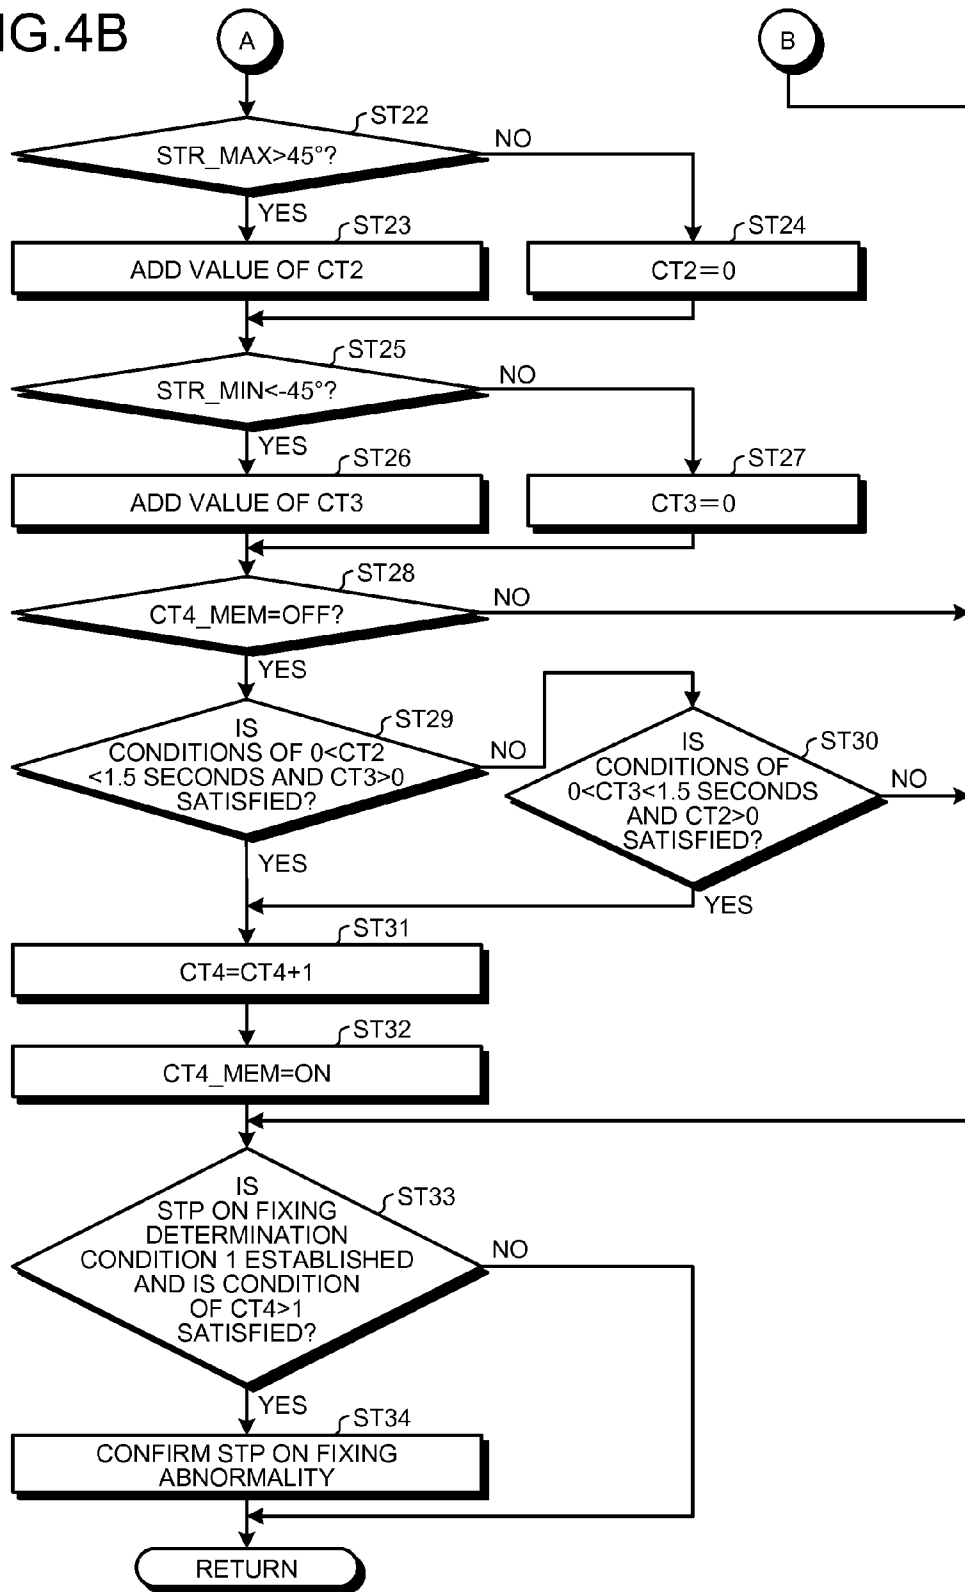 IG.4B
A
B
ST22
STR_MAX>45°?
NO
YES
ST23
ADD VALUE OF CT2
ST24
CT2=0
ST25
STR_MIN<-45°?
NO
YES
ST26
ADD VALUE OF CT3
ST27
CT3=0
ST28
CT4_MEM=OFF?
NO
YES
ST29
IS
CONDITIONS OF 0<CT2
<1.5 SECONDS AND CT3>0
SATISFIED?
NO
YES
ST30
IS
CONDITIONS OF
0<CT3<1.5 SECONDS
AND CT2>0
SATISFIED?
NO
YES
ST31
CT4=CT4+1
ST32
CT4_MEM=ON
ST33
IS
STP ON FIXING
DETERMINATION
CONDITION 1 ESTABLISHED
AND IS CONDITION
OF CT4>1
SATISFIED?
NO
YES
ST34
CONFIRM STP ON FIXING
ABNORMALITY
RETURN